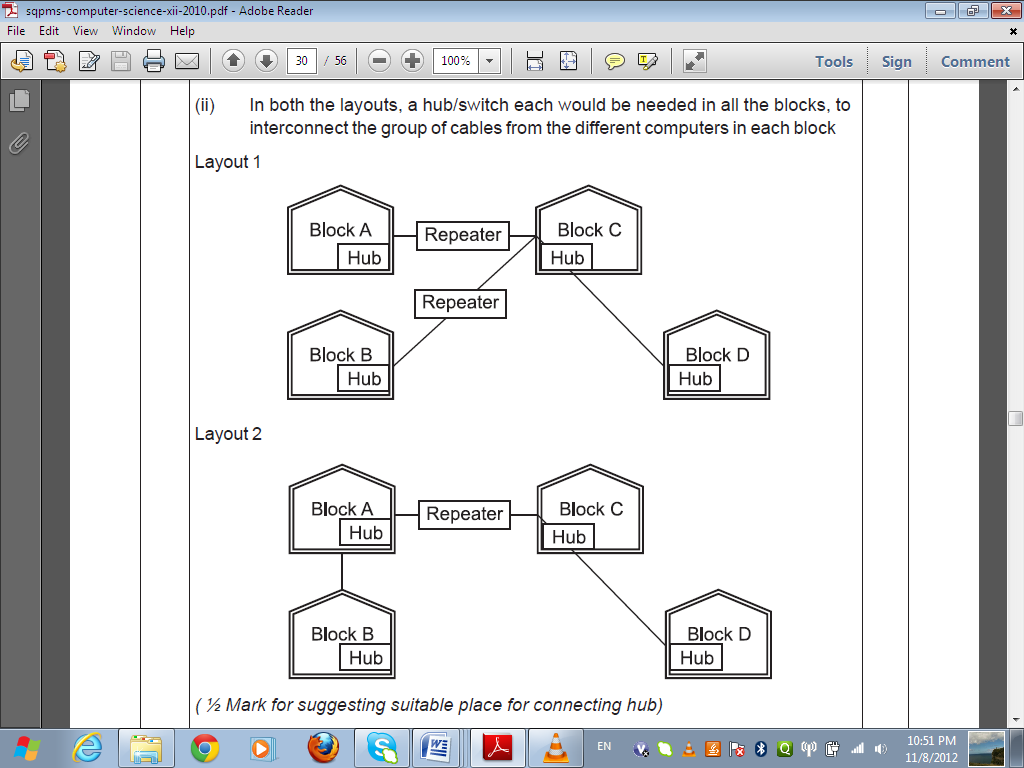 sqpms-computer-science-xii-2010.pdf - Adobe Reader
File Edit View Window Help
30 / 56 100% Tools Sign Comment
(ii) In both the layouts, a hub/switch each would be needed in all the blocks, to
interconnect the group of cables from the different computers in each block
Layout 1
Block A Repeater Block C
Hub Hub
Repeater
Block B Block D
Hub Hub
Layout 2
Block A Repeater Block C
Hub Hub
Block B Block D
Hub Hub
( ½ Mark for suggesting suitable place for connecting hub)
EN 10:51 PM
11/8/2012